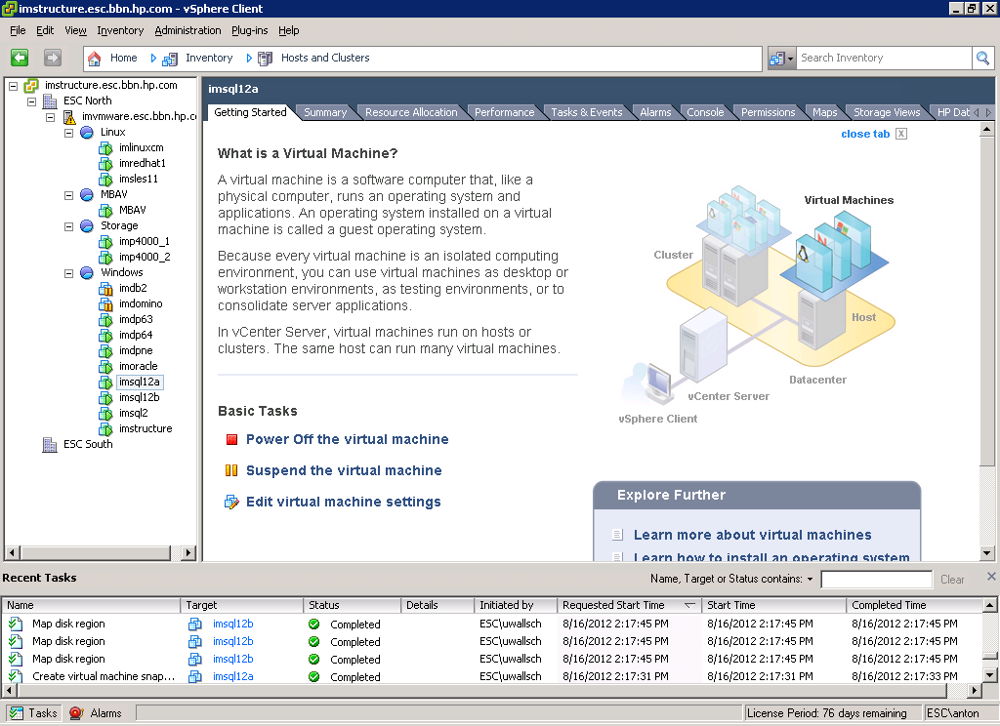 imstructure.esc.bbn.hp.com - vSphere Client
File Edit View Inventory Administration Plug-ins Help
Home Inventory Hosts and Clusters Search Inventory
imstructure.esc.bbn.hp.com
ESC North
imvmware.esc.bbn.hp.c
Linux
imlinuxcm
imredhat1
imsles11
MBAV
MBAV
Storage
imp4000_1
imp4000_2
Windows
imdb2
imdomino
imdp63
imdp64
imdpne
imoracle
imsql12a
imsql12b
imsql2
imstructure
ESC South
imsql12a
Getting Started Summary Resource Allocation Performance Tasks & Events Alarms Console Permissions Maps Storage Views HP Dat
close tab X
What is a Virtual Machine?
A virtual machine is a software computer that, like a
physical computer, runs an operating system and
applications. An operating system installed on a virtual
machine is called a guest operating system.
Because every virtual machine is an isolated computing
environment, you can use virtual machines as desktop or
workstation environments, as testing environments, or to
consolidate server applications.
In vCenter Server, virtual machines run on hosts or
clusters. The same host can run many virtual machines.
Virtual Machines
Cluster
Host
Datacenter
vCenter Server
vSphere Client
Basic Tasks
Power Off the virtual machine
Suspend the virtual machine
Edit virtual machine settings
Explore Further
Learn more about virtual machines
Learn how to install an operating system
Recent Tasks Name, Target or Status contains: Clear
Name Target Status Details Initiated by Requested Start Time Start Time Completed Time
Map disk region imsql12b Completed ESC\uwallsch 8/16/2012 2:17:45 PM 8/16/2012 2:17:45 PM 8/16/2012 2:17:45 PM
Map disk region imsql12b Completed ESC\uwallsch 8/16/2012 2:17:45 PM 8/16/2012 2:17:45 PM 8/16/2012 2:17:45 PM
Map disk region imsql12b Completed ESC\uwallsch 8/16/2012 2:17:45 PM 8/16/2012 2:17:45 PM 8/16/2012 2:17:45 PM
Create virtual machine snap... imsql12a Completed ESC\uwallsch 8/16/2012 2:17:31 PM 8/16/2012 2:17:31 PM 8/16/2012 2:17:33 PM
Tasks Alarms License Period: 76 days remaining ESC\anton